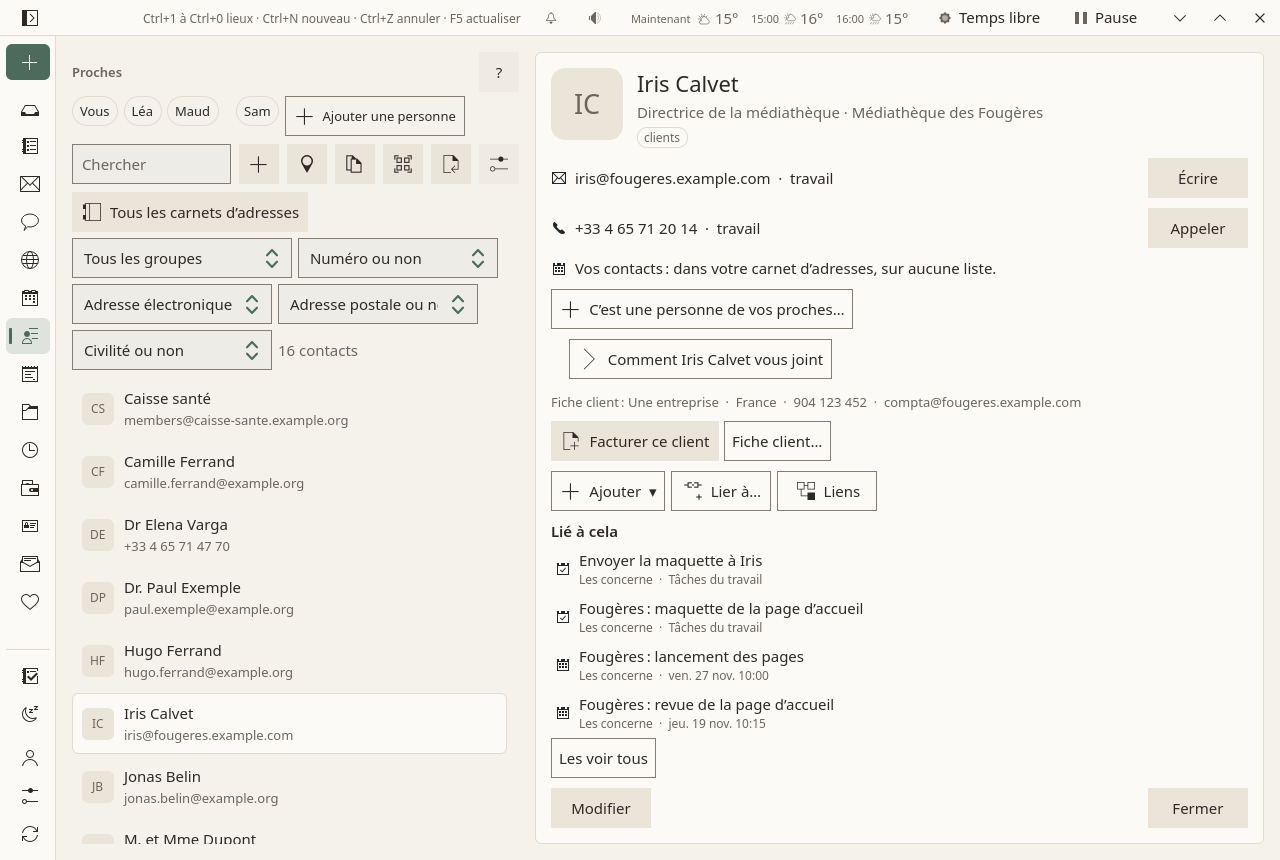 Ctrl+1 à Ctrl+0 lieux · Ctrl+N nouveau · Ctrl+Z annuler · F5 actualiser
Maintenant 15° 15:00 16° 16:00 15°
Temps libre
Pause
Proches
?
Vous
Léa
Maud
Sam
Ajouter une personne
Chercher
Tous les carnets d’adresses
Tous les groupes
Numéro ou non
Adresse électronique
Adresse postale ou n
Civilité ou non
16 contacts
CS
Caisse santé
members@caisse-sante.example.org
CF
Camille Ferrand
camille.ferrand@example.org
DE
Dr Elena Varga
+33 4 65 71 47 70
DP
Dr. Paul Exemple
paul.exemple@example.org
HF
Hugo Ferrand
hugo.ferrand@example.org
IC
Iris Calvet
iris@fougeres.example.com
JB
Jonas Belin
jonas.belin@example.org
M. et Mme Dupont
IC
Iris Calvet
Directrice de la médiathèque · Médiathèque des Fougères
clients
iris@fougeres.example.com · travail
Écrire
+33 4 65 71 20 14 · travail
Appeler
Vos contacts : dans votre carnet d’adresses, sur aucune liste.
C’est une personne de vos proches…
Comment Iris Calvet vous joint
Fiche client : Une entreprise · France · 904 123 452 · compta@fougeres.example.com
Facturer ce client
Fiche client…
Ajouter ▾
Lier à…
Liens
Lié à cela
Envoyer la maquette à Iris
Les concerne · Tâches du travail
Fougères : maquette de la page d’accueil
Les concerne · Tâches du travail
Fougères : lancement des pages
Les concerne · ven. 27 nov. 10:00
Fougères : revue de la page d’accueil
Les concerne · jeu. 19 nov. 10:15
Les voir tous
Modifier
Fermer